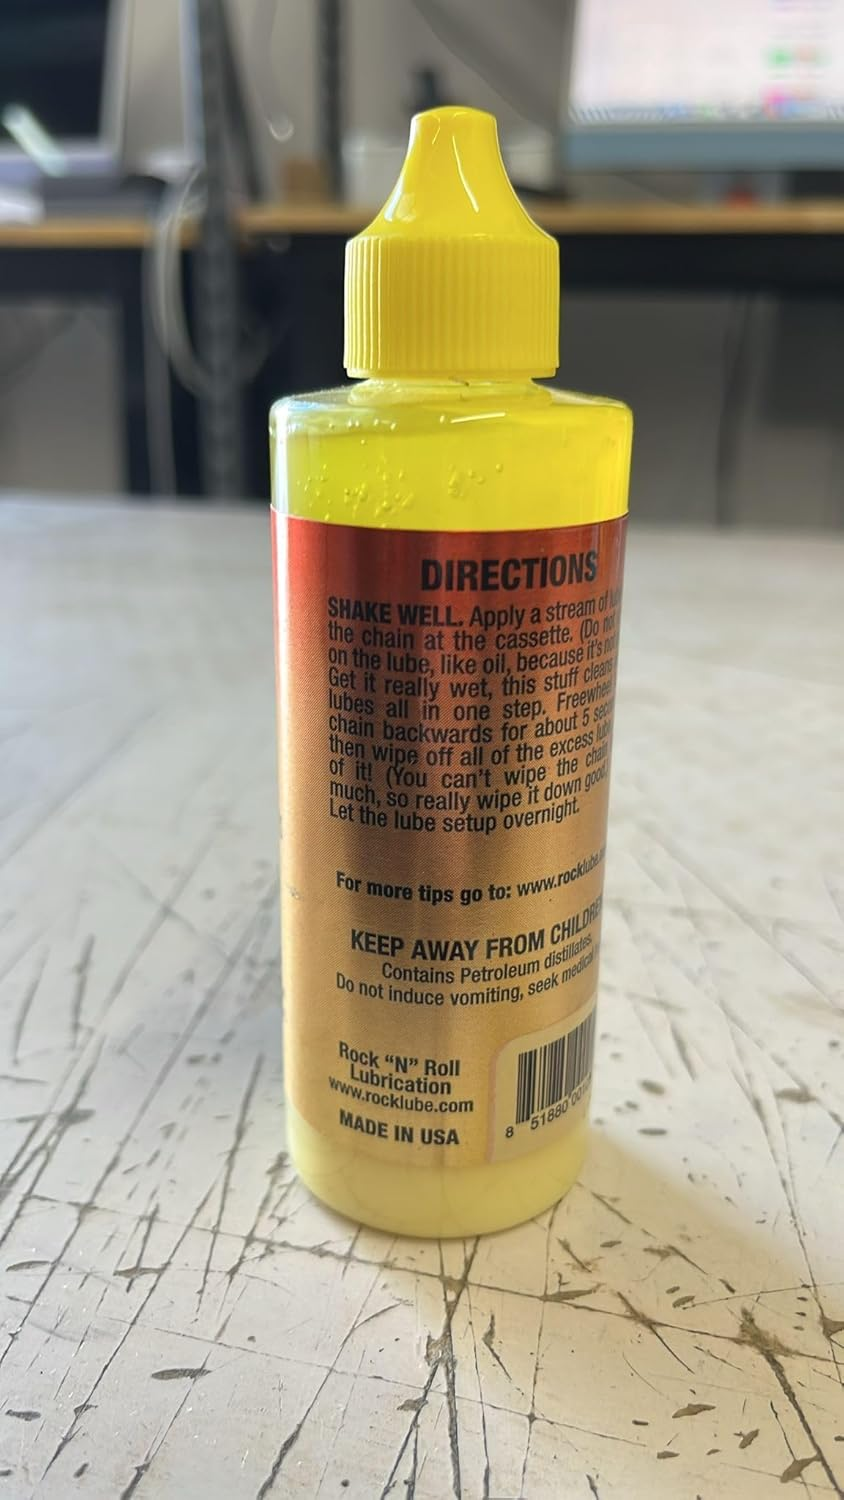 DIRECTIONS
SHAKE WELL. Apply a stream of
the chain at the cassette. (Do not
on the lube, like oil, because it's not
Get it really wet, this stuff cleans
lubes all in one step. Freewheel
chain backwards for about 5
then wipe off all of the excess
of it! (You can't wipe the chain
much, so really wipe it down good
Let the lube setup overnight.
For more tips go to: www.rocklube.
KEEP AWAY FROM CHILDREN
Contains Petroleum distillates.
Do not induce vomiting, seek medical
Rock "N" Roll
Lubrication
www.rocklube.com
MADE IN USA
8 51880 00